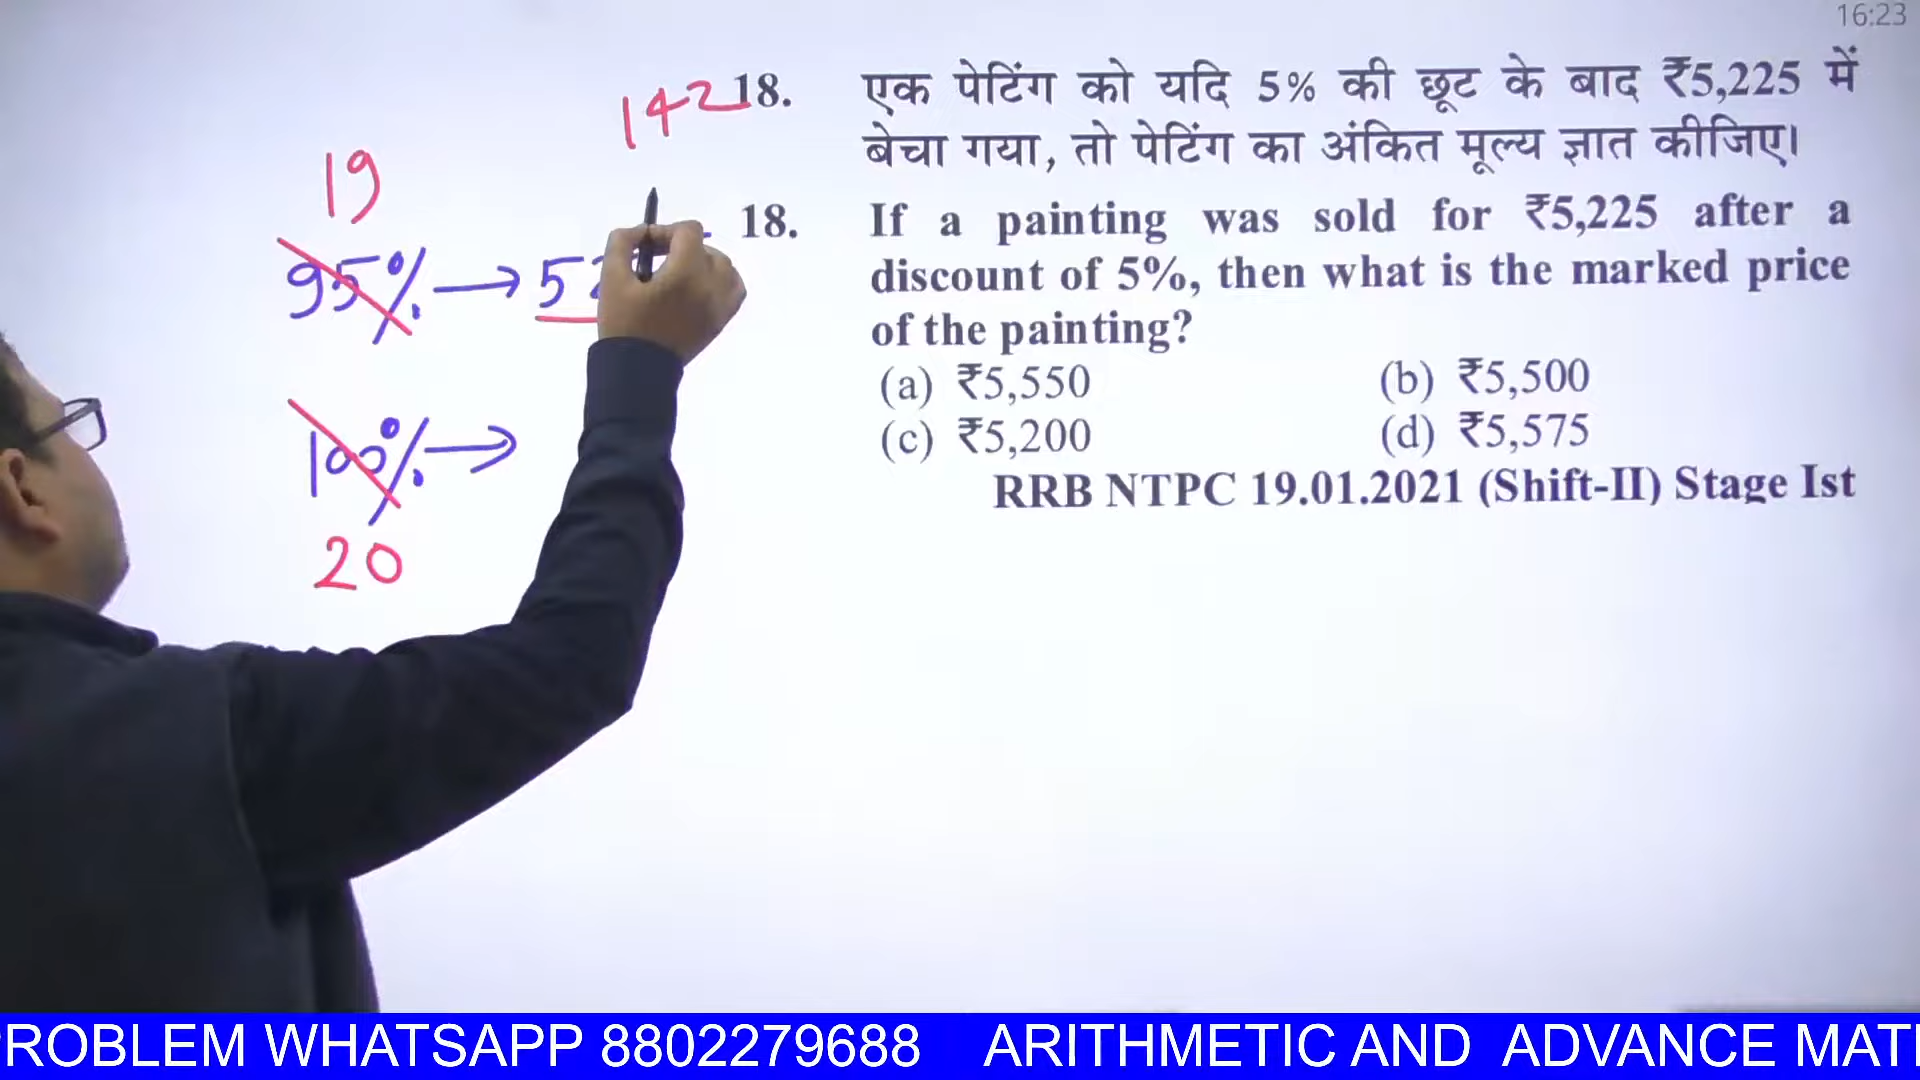 16:23
142
18. एक पेटिंग को यदि 5% की छूट के बाद ₹5,225 में
बेचा गया, तो पेटिंग का अंकित मूल्य ज्ञात कीजिए।
19
95% → 5
18. If a painting was sold for ₹5,225 after a
discount of 5%, then what is the marked price
of the painting?
(a) ₹5,550 (b) ₹5,500
(c) ₹5,200 (d) ₹5,575
RRB NTPC 19.01.2021 (Shift-II) Stage Ist
100% →
20
ROBLEM WHATSAPP 8802279688 ARITHMETIC AND ADVANCE MAT